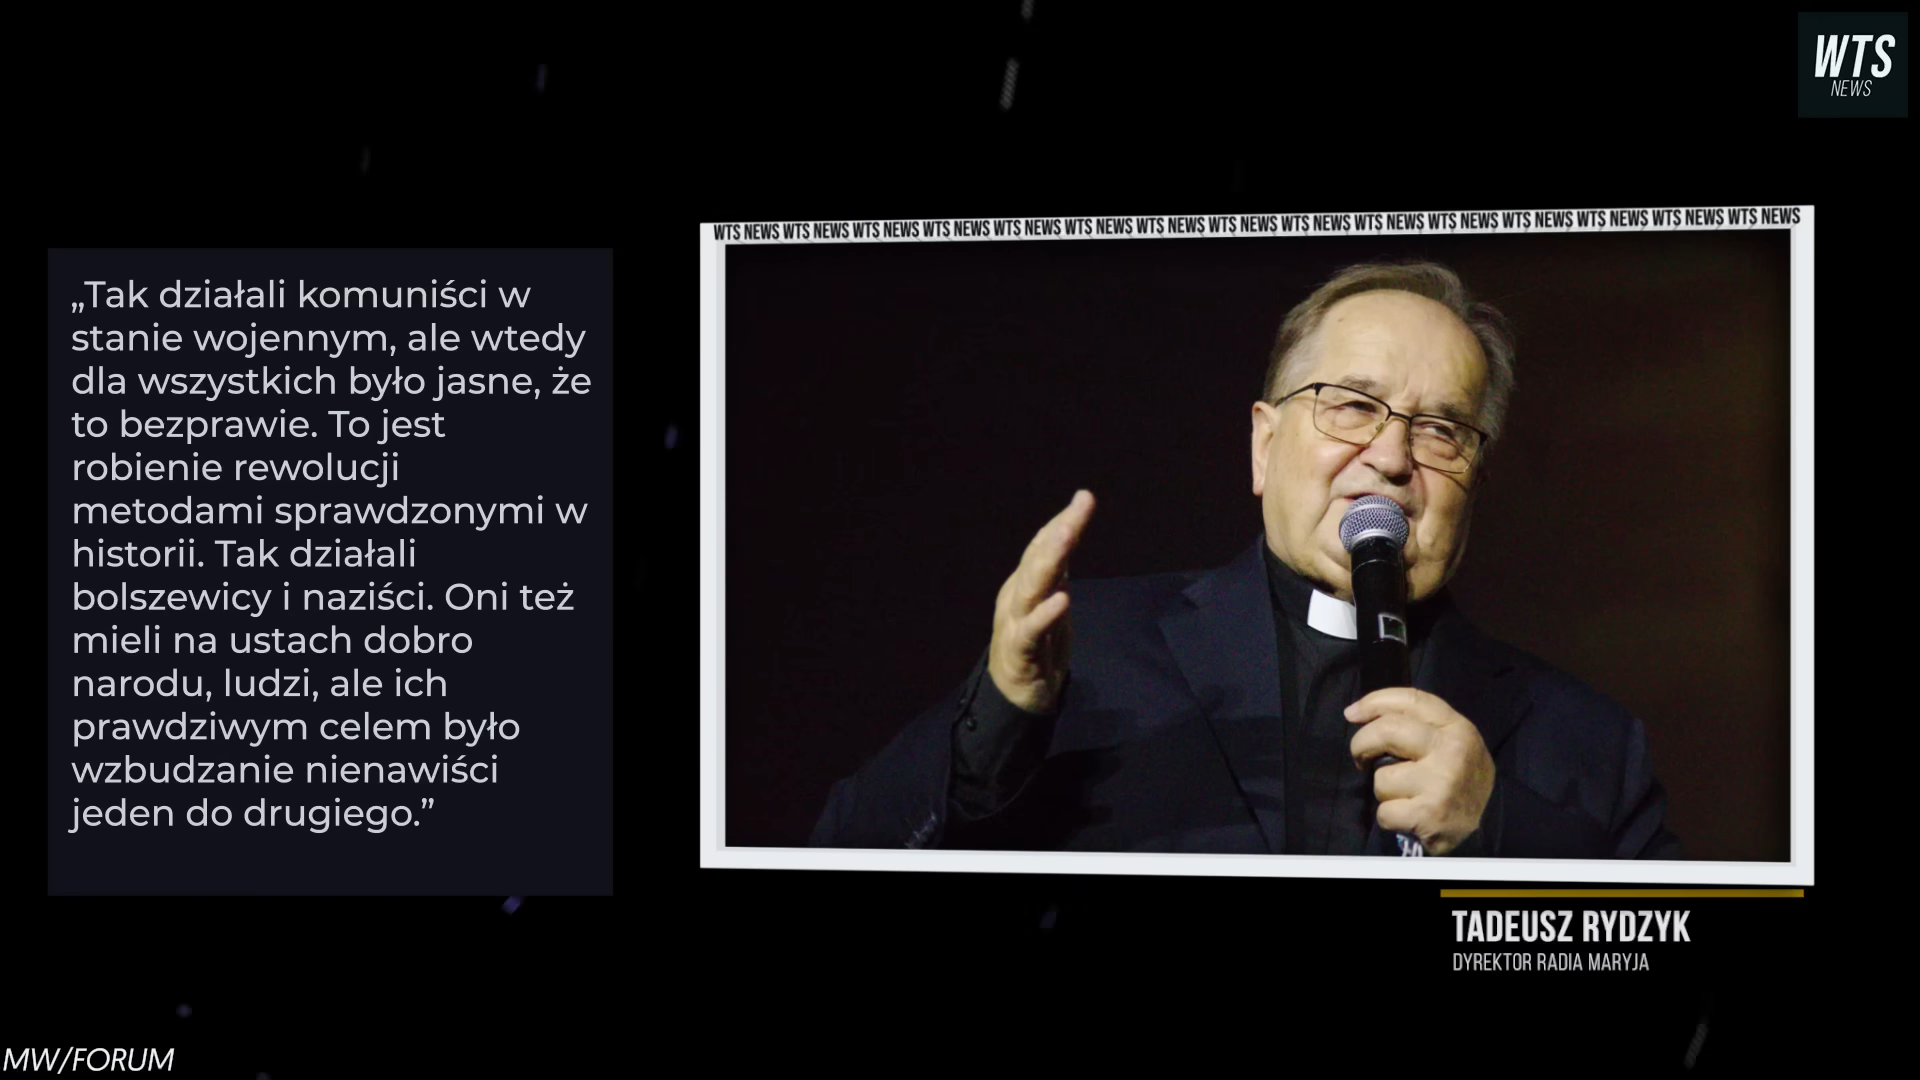 WTS
NEWS
WTS NEWS WTS NEWS WTS NEWS WTS NEWS WTS NEWS WTS NEWS WTS NEWS WTS NEWS WTS NEWS WTS NEWS WTS NEWS WTS NEWS WTS NEWS WTS NEWS WTS NEWS
„Tak działali komuniści w
stanie wojennym, ale wtedy
dla wszystkich było jasne, że
to bezprawie. To jest
robienie rewolucji
metodami sprawdzonymi w
historii. Tak działali
bolszewicy i naziści. Oni też
mieli na ustach dobro
narodu, ludzi, ale ich
prawdziwym celem było
wzbudzanie nienawiści
jeden do drugiego.”
TADEUSZ RYDZYK
DYREKTOR RADIA MARYJA
MW/FORUM